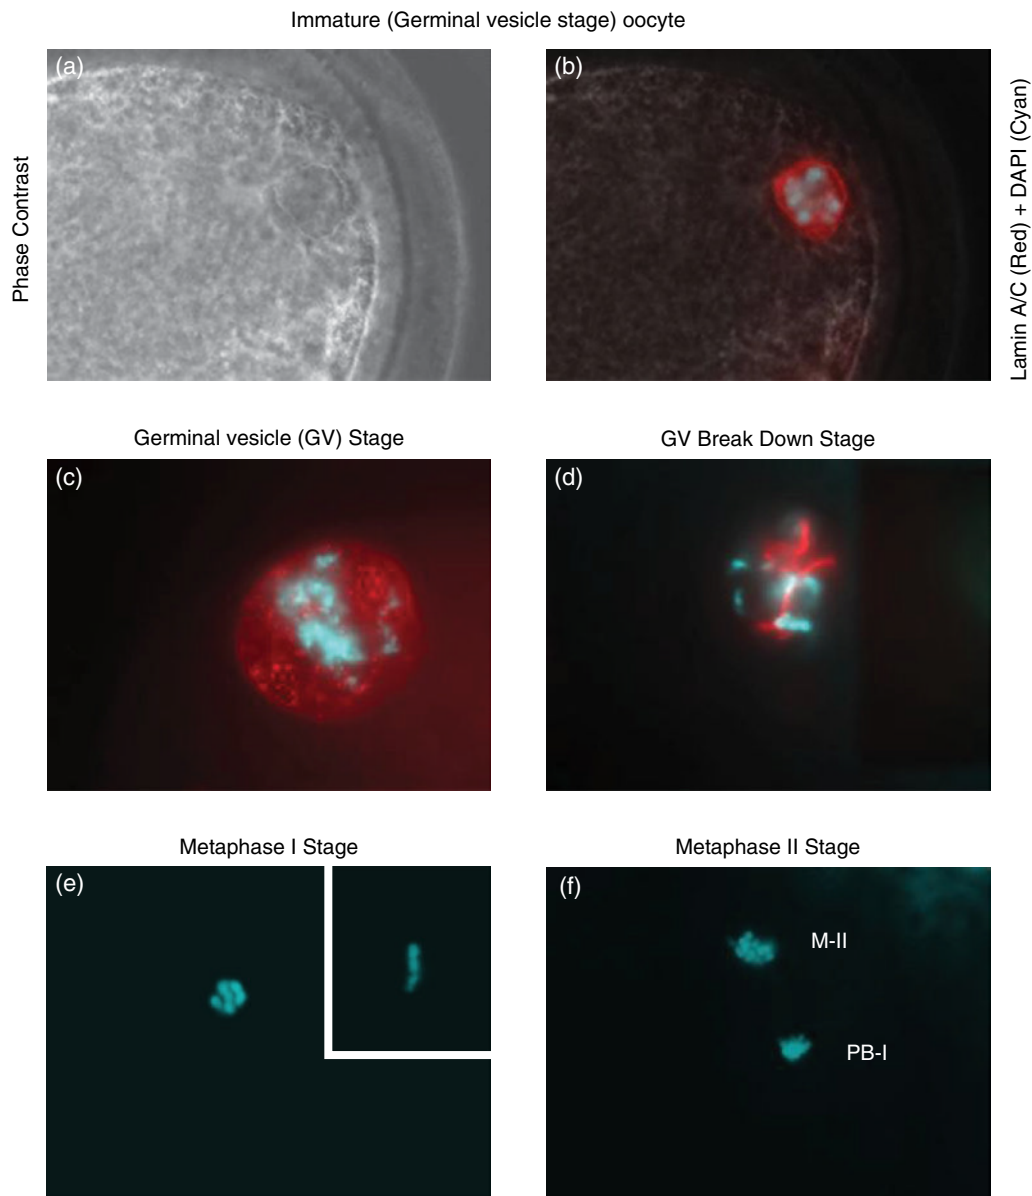 Immature (Germinal vesicle stage) oocyte
(a)
(b)
Phase Contrast
Lamin A/C (Red) + DAPI (Cyan)
Germinal vesicle (GV) Stage
GV Break Down Stage
(c)
(d)
Metaphase I Stage
Metaphase II Stage
(e)
(f)
M-II
PB-I